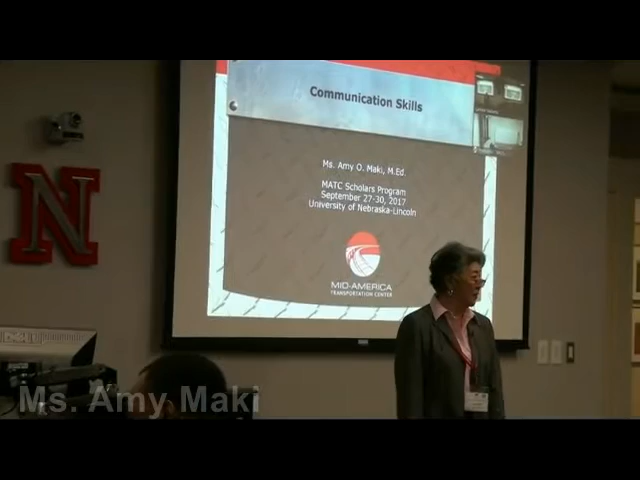 Communication Skills
Ms. Amy O. Maki, M.Ed.
MATC Scholars Program
September 27-30, 2017
University of Nebraska-Lincoln
MID-AMERICA
TRANSPORTATION CENTER
N
Ms. Amy Maki